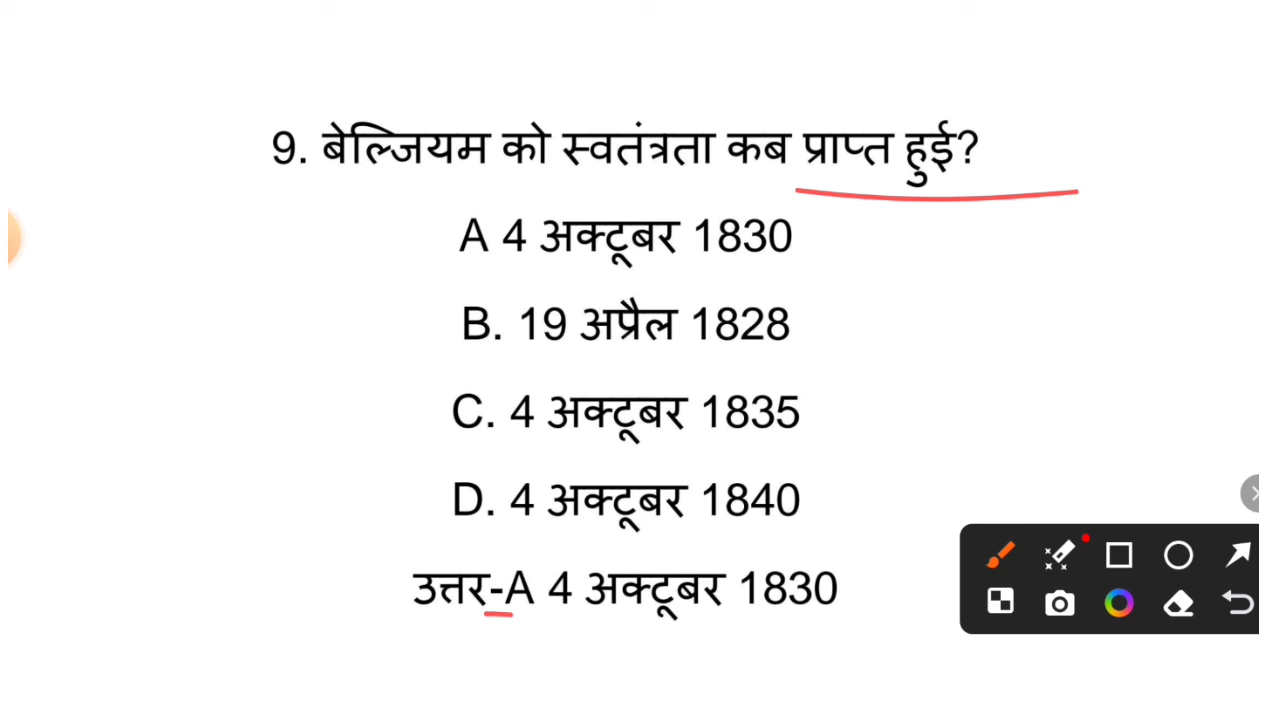 9. बेल्जियम को स्वतंत्रता कब प्राप्त हुई?
A 4 अक्टूबर 1830
B. 19 अप्रैल 1828
C. 4 अक्टूबर 1835
D. 4 अक्टूबर 1840
उत्तर-A 4 अक्टूबर 1830